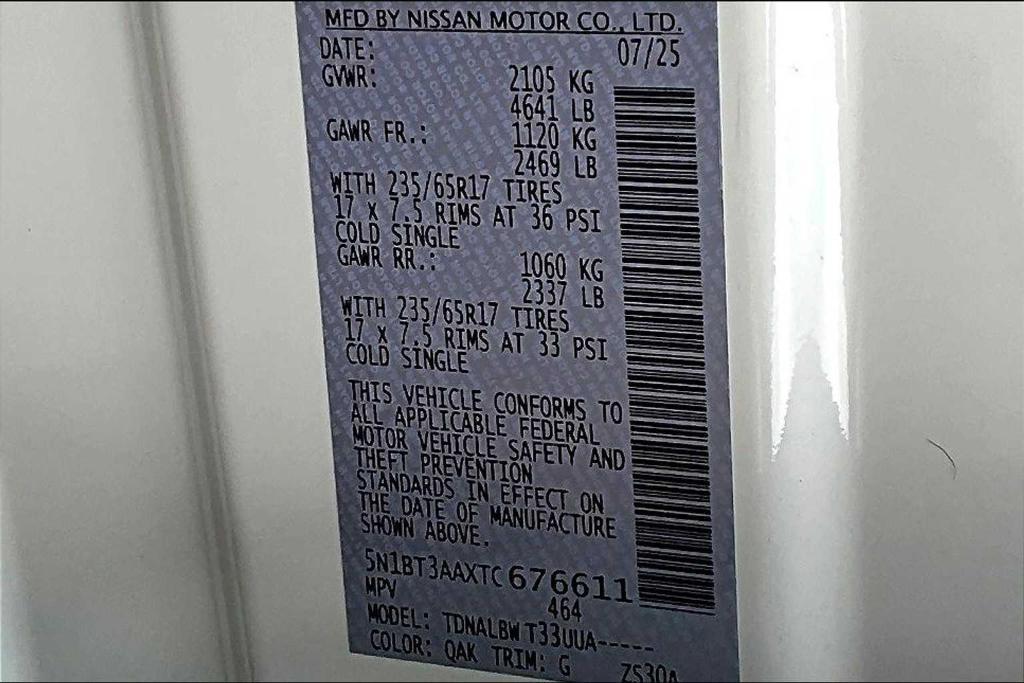 MFD BY NISSAN MOTOR CO., LTD.
DATE: 07/25
GVWR: 2105 KG
4641 LB
GAWR FR.: 1120 KG
2469 LB
WITH 235/65R17 TIRES
17 X 7.5 RIMS AT 36 PSI
COLD SINGLE
GAWR RR.: 1060 KG
2337 LB
WITH 235/65R17 TIRES
17 X 7.5 RIMS AT 33 PSI
COLD SINGLE
THIS VEHICLE CONFORMS TO
ALL APPLICABLE FEDERAL
MOTOR VEHICLE SAFETY AND
THEFT PREVENTION
STANDARDS IN EFFECT ON
THE DATE OF MANUFACTURE
SHOWN ABOVE.
5N1BT3AAXTC676611
MPV 464
MODEL: TDNALBW T33UUA-----
COLOR: QAK TRIM: G ZS30A